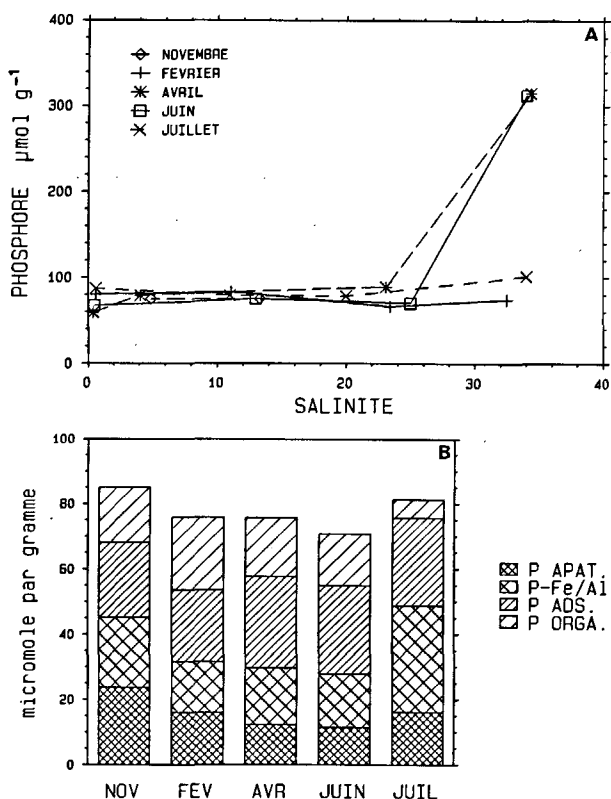 400
300
200
100
0
PHOSPHORE µmol g⁻¹
A
NOVEMBRE
FEVRIER
AVRIL
JUIN
JUILLET
0 10 20 30 40
SALINITE
100
80
60
40
20
0
micromole par gramme
B
P APAT.
P-Fe/Al
P ADS.
P ORGA.
NOV FEV AVR JUIN JUIL